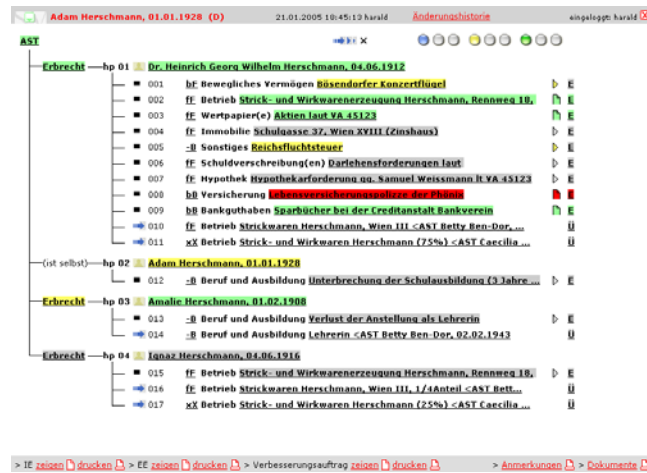 Adam Herschmann, 01.01.1928 (D) 21.01.2005 10:45:13 harald Änderungshistorie eingeloggt: harald
AST
Erbrecht hp 01 Dr. Heinrich Georg Wilhelm Herschmann, 04.06.1912
001 bF Bewegliches Vermögen Bösendorfer Konzertflügel E
002 fF Betrieb Strick- und Wirkwarenerzeugung Herschmann, Rennweg 18, E
003 fF Wertpapier(e) Aktien laut VA 45123 E
004 fF Immobilie Schulgasse 37, Wien XVIII (Zinshaus) E
005 -B Sonstiges Reichsfluchtsteuer E
006 fF Schuldverschreibung(en) Darlehensforderungen laut E
007 fF Hypothek Hypothekarforderung gg. Samuel Weissmann lt VA 45123 E
008 bB Versicherung Lebensversicherungspolizze der Phönix E
009 bB Bankguthaben Sparbücher bei der Creditanstalt Bankverein E
010 fF Betrieb Strickwaren Herschmann, Wien III <AST Betty Ben-Dor, ... Ü
011 xX Betrieb Strick- und Wirkwaren Herschmann (75%) <AST Caecilia ... Ü
(ist selbst) hp 02 Adam Herschmann, 01.01.1928
012 -B Beruf und Ausbildung Unterbrechung der Schulausbildung (3 Jahre ... E
Erbrecht hp 03 Amalie Herschmann, 01.02.1908
013 -B Beruf und Ausbildung Verlust der Anstellung als Lehrerin E
014 -B Beruf und Ausbildung Lehrerin <AST Betty Ben-Dor, 02.02.1943 Ü
Erbrecht hp 04 Ignaz Herschmann, 04.06.1916
015 fF Betrieb Strick- und Wirkwarenerzeugung Herschmann, Rennweg 18, E
016 fF Betrieb Strickwaren Herschmann, Wien III, 1/4Anteil <AST Bett... Ü
017 xX Betrieb Strick- und Wirkwaren Herschmann (25%) <AST Caecilia ... Ü
> IE zeigen drucken > EE zeigen drucken > Verbesserungsauftrag zeigen drucken > Anmerkungen > Dokumente